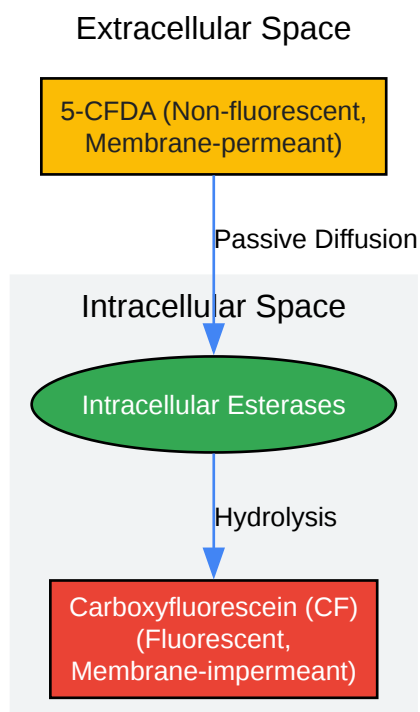 Extracellular Space
5-CFDA (Non-fluorescent,
Membrane-permeant)
Passive Diffusion
Intracellular Space
Intracellular Esterases
Hydrolysis
Carboxyfluorescein (CF)
(Fluorescent,
Membrane-impermeant)